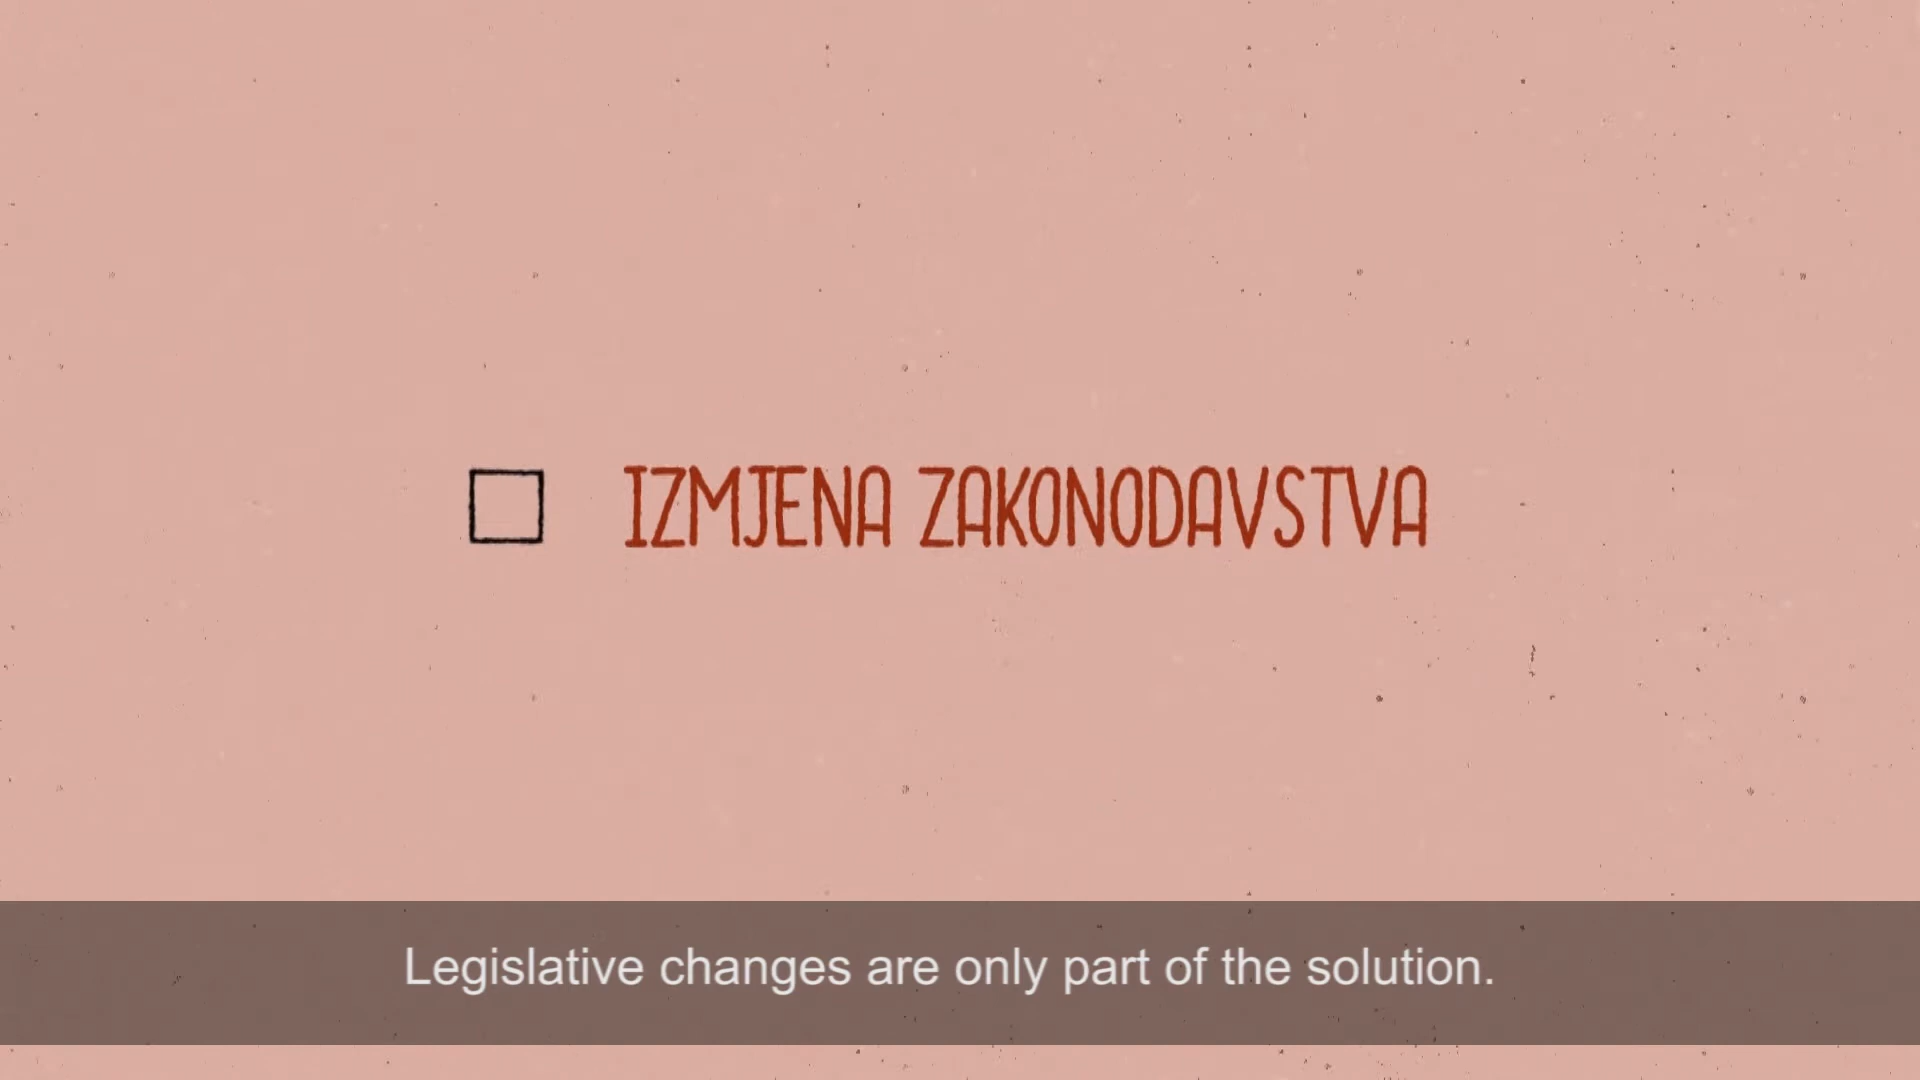 IZMJENA ZAKONODAVSTVA
Legislative changes are only part of the solution.